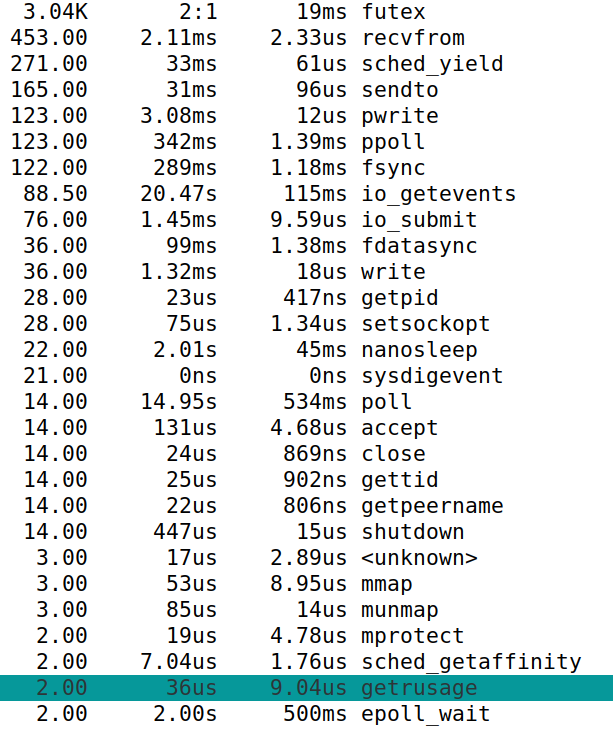 3.04K 2:1 19ms futex
453.00 2.11ms 2.33us recvfrom
271.00 33ms 61us sched_yield
165.00 31ms 96us sendto
123.00 3.08ms 12us pwrite
123.00 342ms 1.39ms ppoll
122.00 289ms 1.18ms fsync
88.50 20.47s 115ms io_getevents
76.00 1.45ms 9.59us io_submit
36.00 99ms 1.38ms fdatasync
36.00 1.32ms 18us write
28.00 23us 417ns getpid
28.00 75us 1.34us setsockopt
22.00 2.01s 45ms nanosleep
21.00 0ns 0ns sysdigevent
14.00 14.95s 534ms poll
14.00 131us 4.68us accept
14.00 24us 869ns close
14.00 25us 902ns gettid
14.00 22us 806ns getpeername
14.00 447us 15us shutdown
3.00 17us 2.89us <unknown>
3.00 53us 8.95us mmap
3.00 85us 14us munmap
2.00 19us 4.78us mprotect
2.00 7.04us 1.76us sched_getaffinity
2.00 36us 9.04us getrusage
2.00 2.00s 500ms epoll_wait